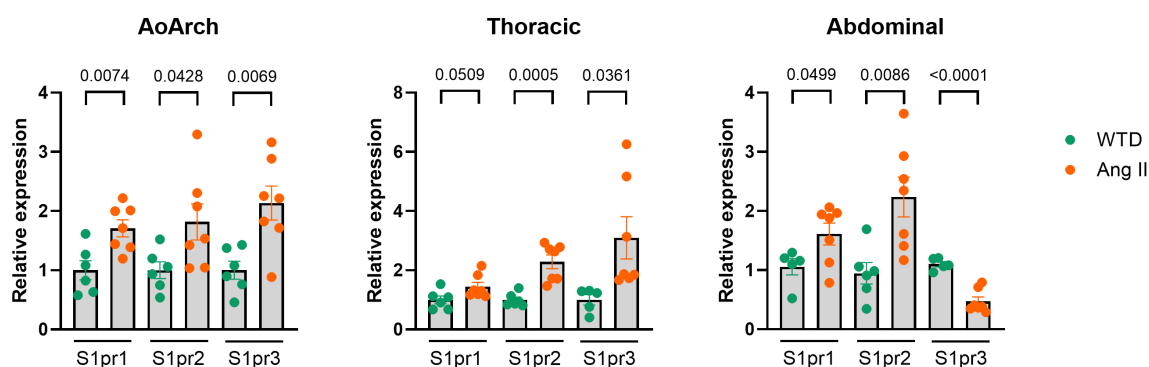 AoArch
Thoracic
Abdominal
0.0074 0.0428 0.0069
0.0509 0.0005 0.0361
0.0499 0.0086 <0.0001
Relative expression
4
3
2
1
0
S1pr1 S1pr2 S1pr3
Relative expression
8
6
4
2
0
S1pr1 S1pr2 S1pr3
Relative expression
4
3
2
1
0
S1pr1 S1pr2 S1pr3
WTD
Ang II